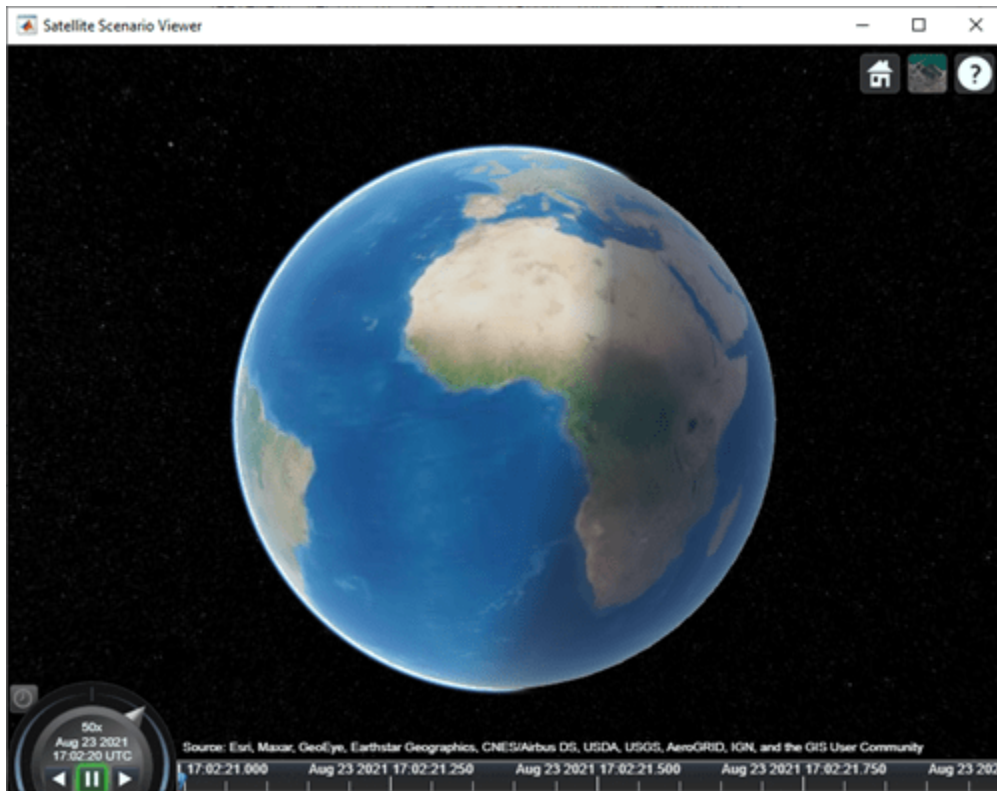 Satellite Scenario Viewer
?
50x
Aug 23 2021
17:02:20 UTC
Source: Esri, Maxar, GeoEye, Earthstar Geographics, CNES/Airbus DS, USDA, USGS, AeroGRID, IGN, and the GIS User Community
17:02:21.000 Aug 23 2021 17:02:21.250 Aug 23 2021 17:02:21.500 Aug 23 2021 17:02:21.750 Aug 23 202